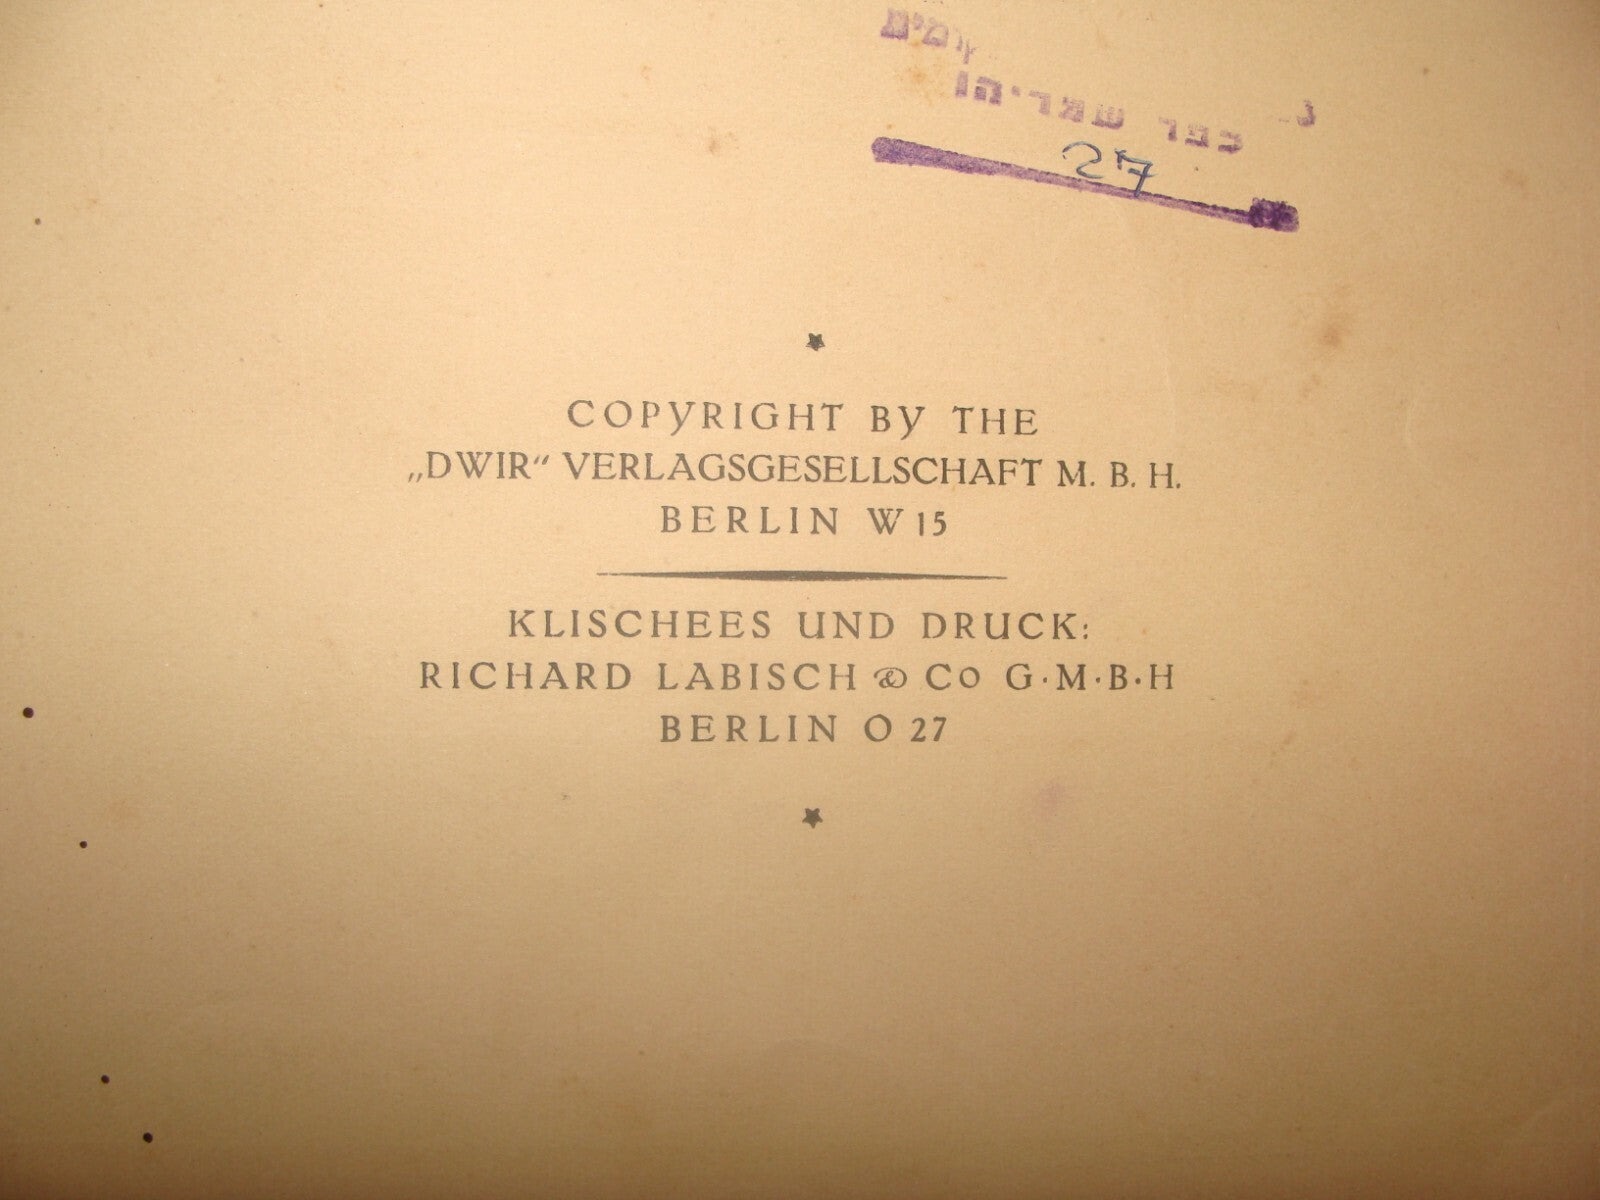 כפר שמריהו
27
COPYRIGHT BY THE
„DWIR“ VERLAGSGESELLSCHAFT M. B. H.
BERLIN W 15
KLISCHEES UND DRUCK:
RICHARD LABISCH & CO G·M·B·H
BERLIN O 27